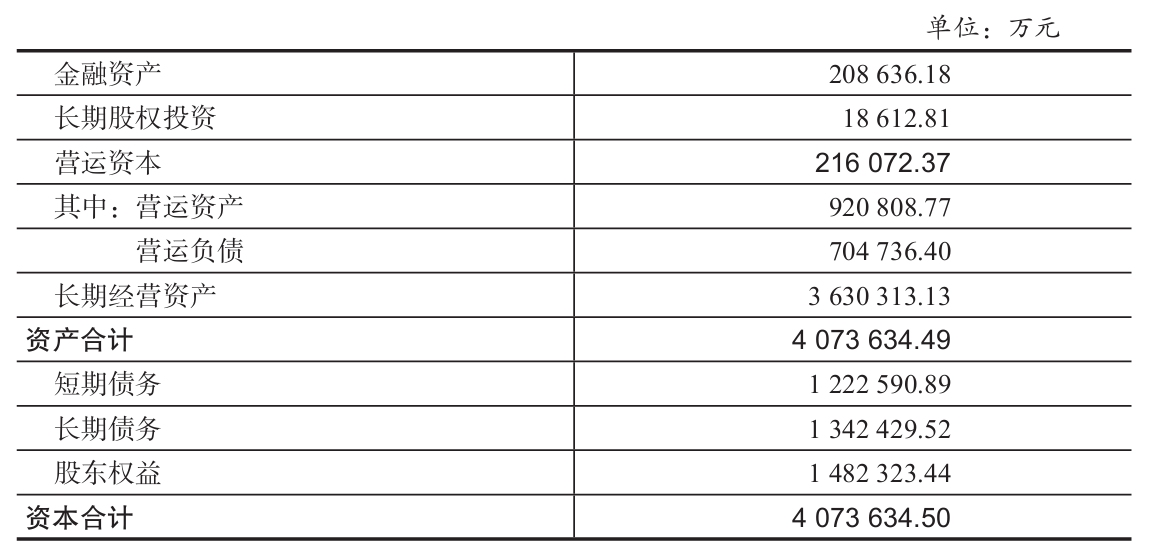 单位：万元
金融资产 208 636.18
长期股权投资 18 612.81
营运资本 216 072.37
其中：营运资产 920 808.77
营运负债 704 736.40
长期经营资产 3 630 313.13
资产合计 4 073 634.49
短期债务 1 222 590.89
长期债务 1 342 429.52
股东权益 1 482 323.44
资本合计 4 073 634.50